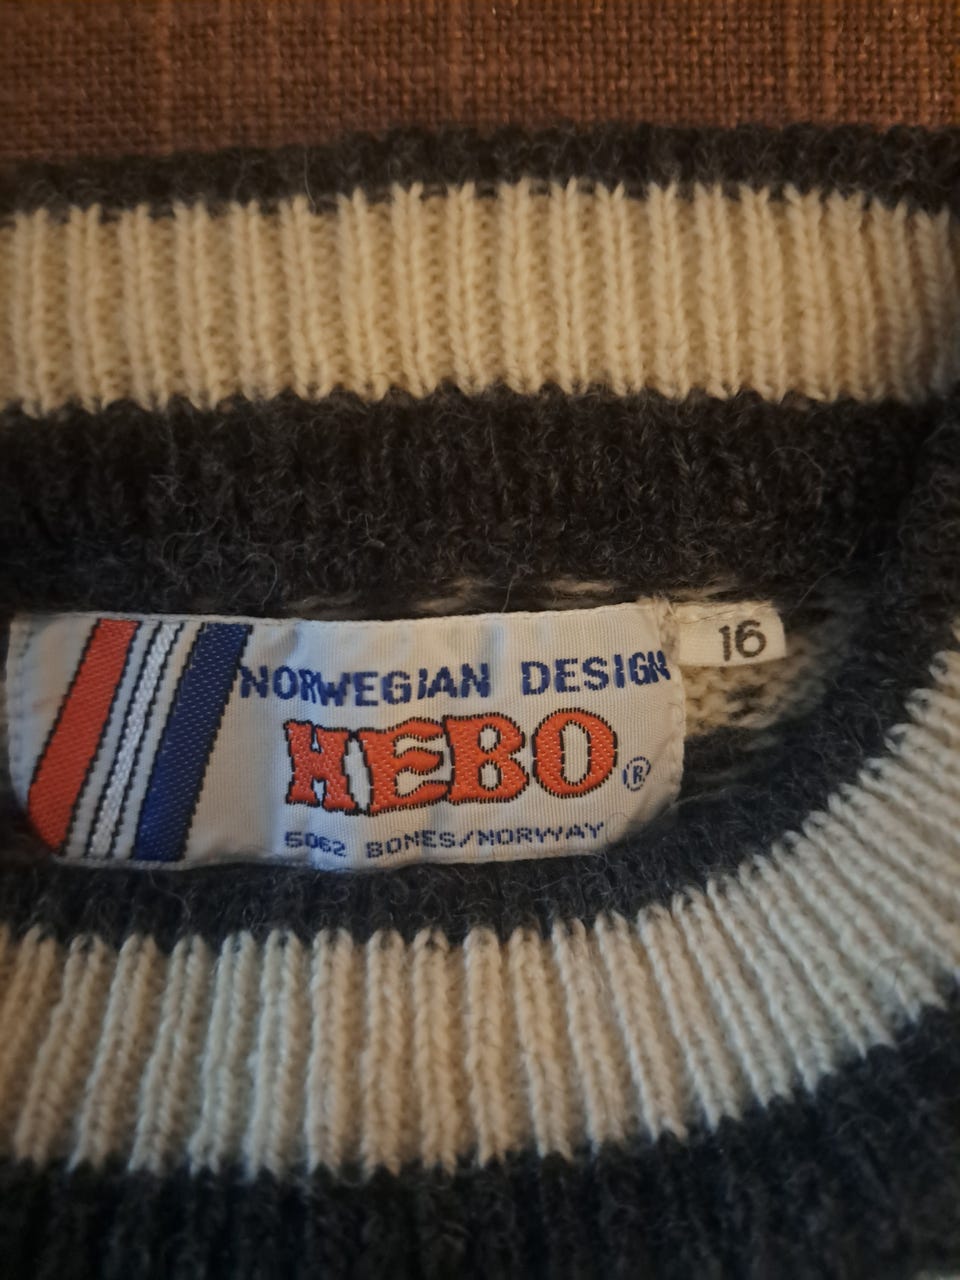 NORWEGIAN DESIGN
HEBO ®
5062 BONES/NORWAY
16